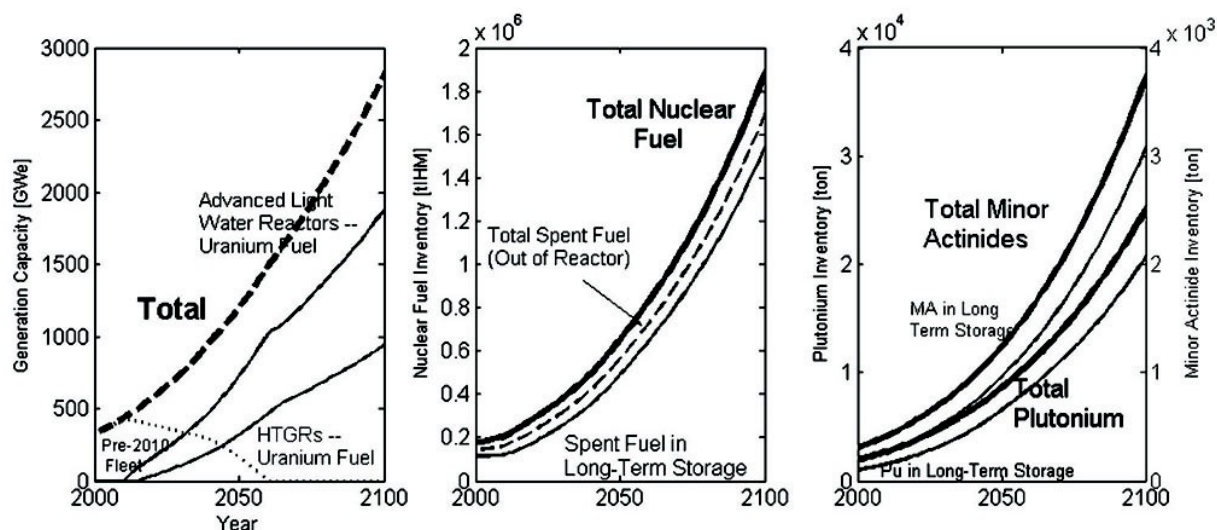 3000
2500
2000
1500
1000
500
0
Generation Capacity [GWe]
Advanced Light
Water Reactors --
Uranium Fuel
Total
Pre-2010
Fleet
HTGRs --
Uranium Fuel
2000
2050
2100
Year
x 10^6
2
1.8
1.6
1.4
1.2
1
0.8
0.6
0.4
0.2
0
Nuclear Fuel Inventory [tIHM]
Total Nuclear
Fuel
Total Spent Fuel
(Out of Reactor)
Spent Fuel in
Long-Term Storage
2000
2050
2100
x 10^4
4
3
2
1
0
Plutonium Inventory [ton]
Total Minor
Actinides
MA in Long
Term Storage
Total
Plutonium
Pu in Long-Term Storage
2000
2050
2100
x 10^3
4
3
2
1
0
Minor Actinide Inventory [ton]